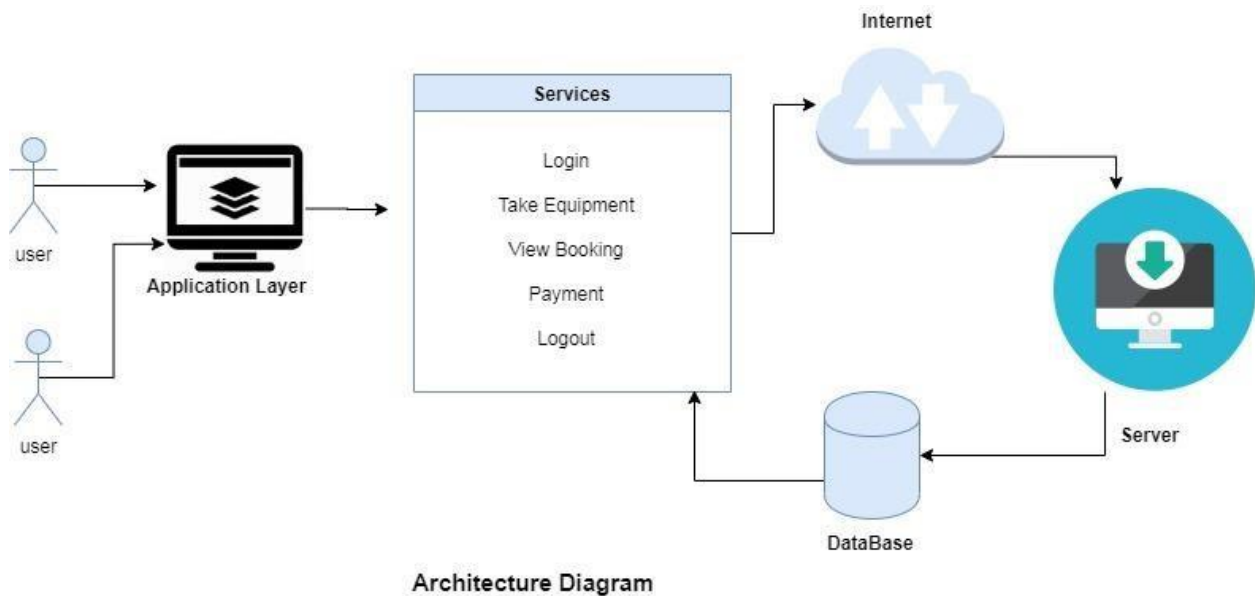 Internet
Services
Login
Take Equipment
View Booking
Payment
Logout
user
Application Layer
user
Server
DataBase
Architecture Diagram